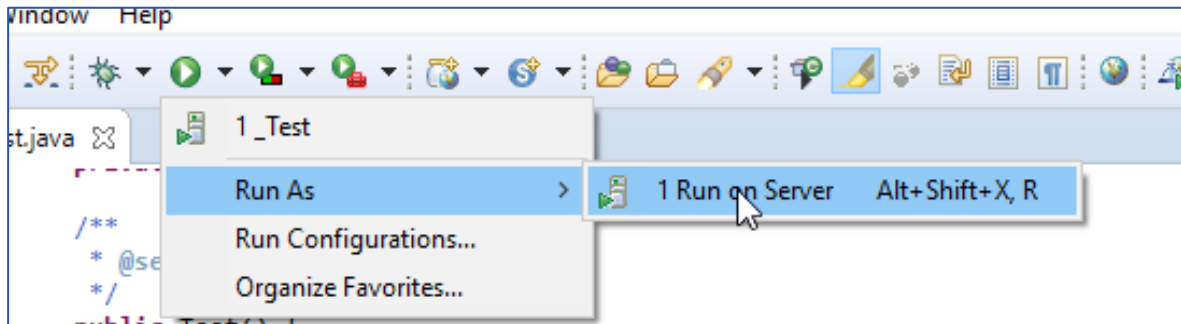 Window Help
st.java
1 _Test
Run As > 1 Run on Server Alt+Shift+X, R
/**
Run Configurations...
* @se
Organize Favorites...
*/
public Test() {